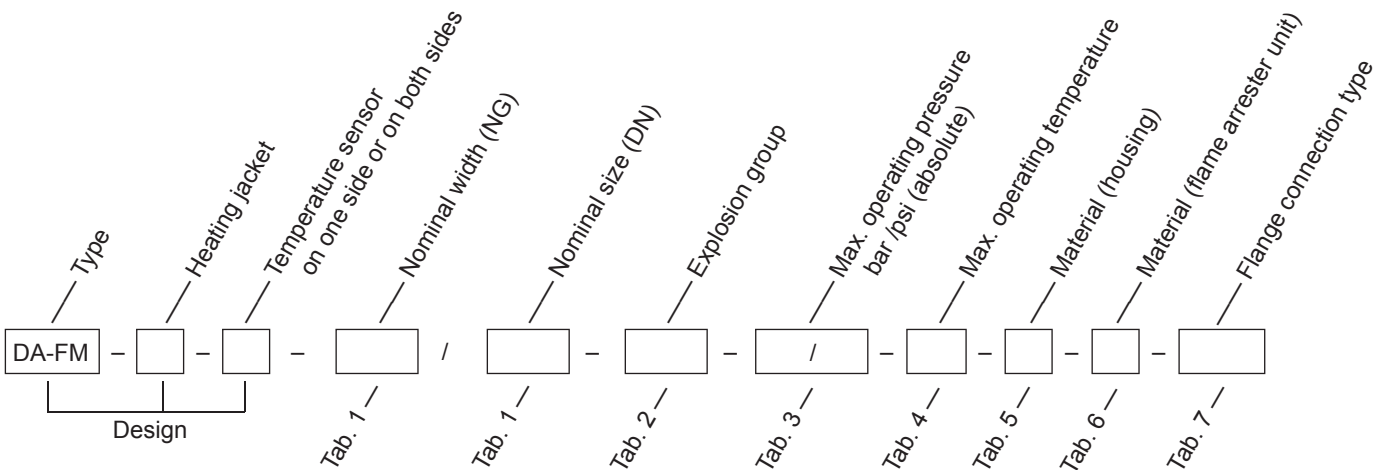 Type
Heating jacket
Temperature sensor
on one side or on both sides
Nominal width (NG)
Nominal size (DN)
Explosion group
Max. operating pressure
bar /psi (absolute)
Max. operating temperature
Material (housing)
Material (flame arrester unit)
Flange connection type
DA-FM – – – / – – / – – – –
Design
Tab. 1
Tab. 1
Tab. 2
Tab. 3
Tab. 4
Tab. 5
Tab. 6
Tab. 7